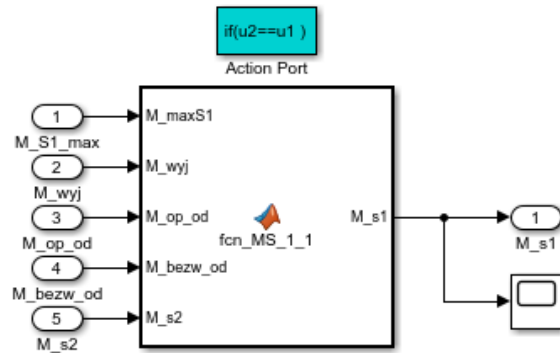 if(u2==u1 )
Action Port
1
M_S1_max
2
M_wyj
3
M_op_od
4
M_bezw_od
5
M_s2
M_maxS1
M_wyj
M_op_od
M_bezw_od
M_s2
fcn_MS_1_1
M_s1
1
M_s1